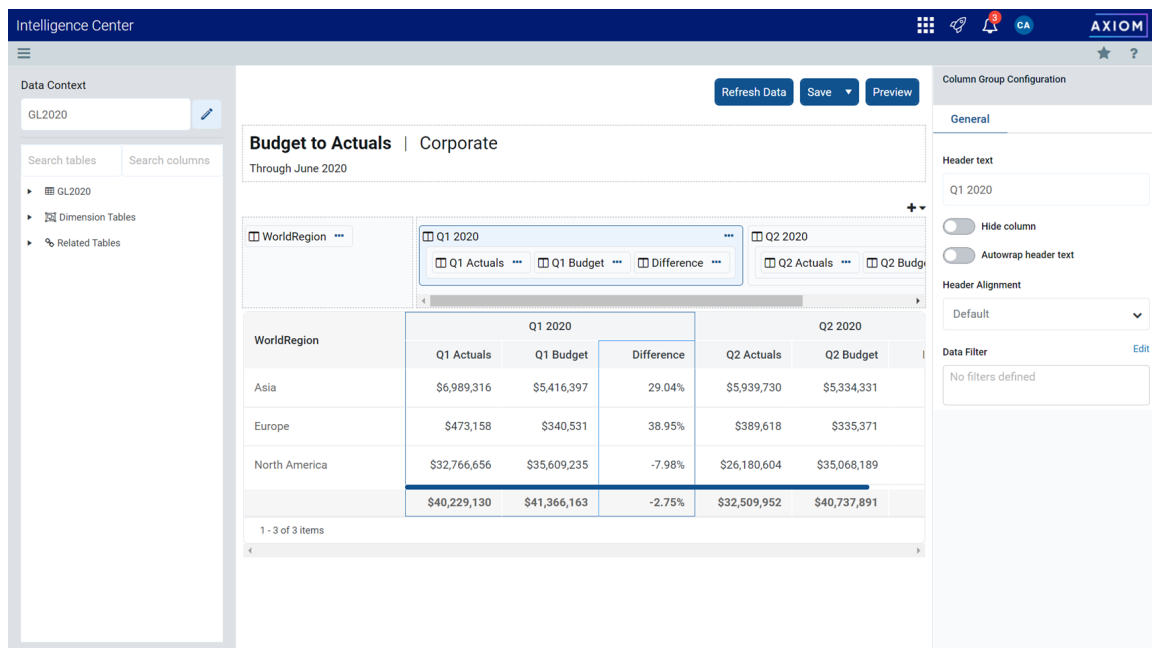 Intelligence Center
3
CA
AXIOM
?
Data Context
GL2020
Search tables Search columns
GL2020
Dimension Tables
Related Tables
Refresh Data Save Preview
Budget to Actuals | Corporate
Through June 2020
WorldRegion
Q1 2020 Q2 2020
Q1 Actuals Q1 Budget Difference Q2 Actuals Q2 Budge
WorldRegion
Q1 2020 Q2 2020
Q1 Actuals Q1 Budget Difference Q2 Actuals Q2 Budget
Asia $6,989,316 $5,416,397 29.04% $5,939,730 $5,334,331
Europe $473,158 $340,531 38.95% $389,618 $335,371
North America $32,766,656 $35,609,235 -7.98% $26,180,604 $35,068,189
$40,229,130 $41,366,163 -2.75% $32,509,952 $40,737,891
1 - 3 of 3 items
Column Group Configuration
General
Header text
Q1 2020
Hide column
Autowrap header text
Header Alignment
Default
Data Filter Edit
No filters defined